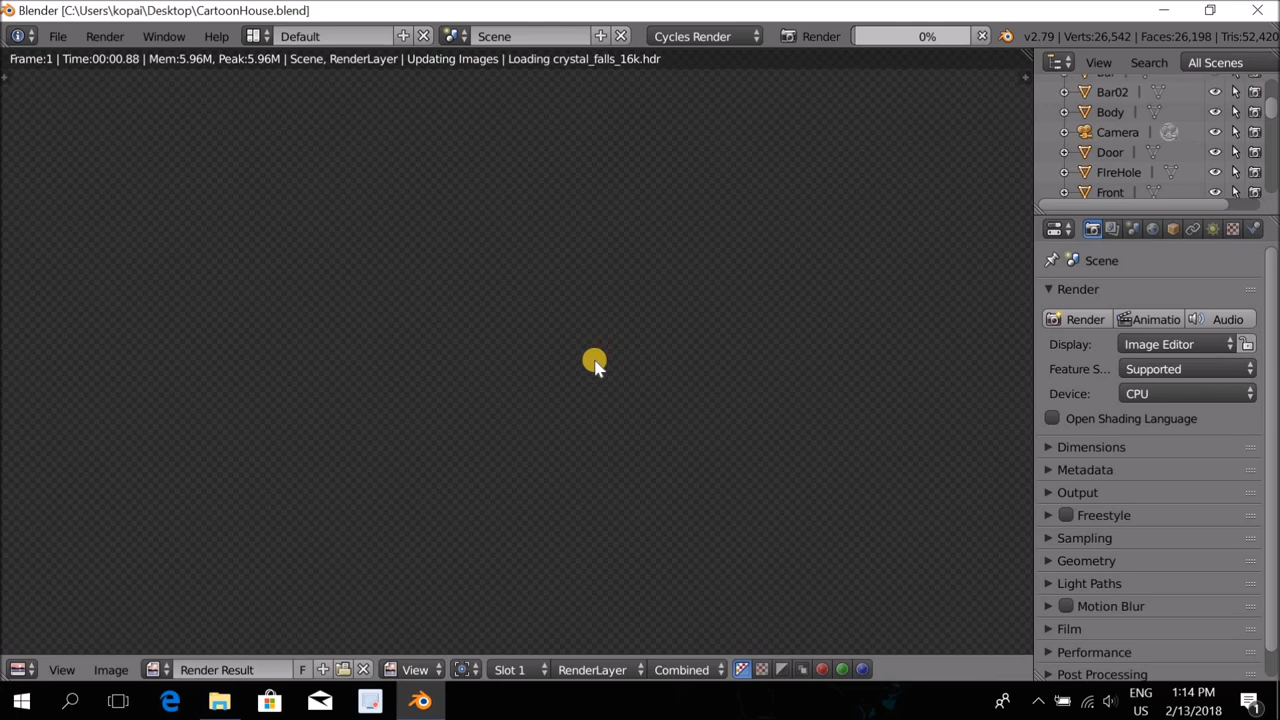 Blender [C:\Users\kopai\Desktop\CartoonHouse.blend]
File Render Window Help Default Scene Cycles Render Render 0% v2.79 | Verts:26,542 | Faces:26,198 | Tris:52,420
Frame:1 | Time:00:00.88 | Mem:5.96M, Peak:5.96M | Scene, RenderLayer | Updating Images | Loading crystal_falls_16k.hdr
View Search All Scenes
Bar02
Body
Camera
Door
FIreHole
Front
Scene
Render
Render Animatio Audio
Display: Image Editor
Feature S... Supported
Device: CPU
Open Shading Language
Dimensions
Metadata
Output
Freestyle
Sampling
Geometry
Light Paths
Motion Blur
Film
Performance
Post Processing
View Image Render Result F View Slot 1 RenderLayer Combined
ENG
US
1:14 PM
2/13/2018
1